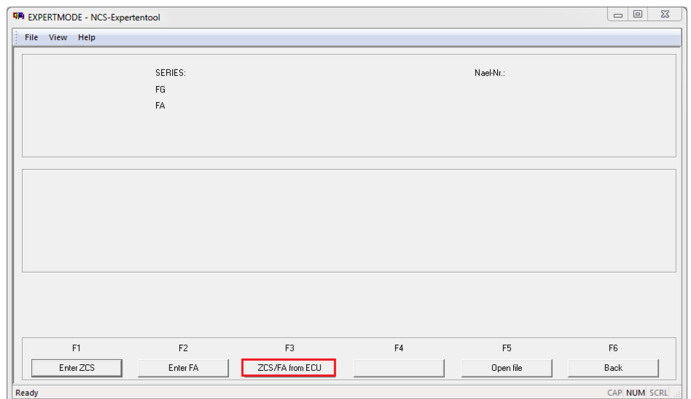 EXPERTMODE - NCS-Expertentool
File View Help
SERIES: Nael-Nr.:
FG
FA
F1 F2 F3 F4 F5 F6
Enter ZCS Enter FA ZCS/FA from ECU Open file Back
Ready CAP NUM SCRL